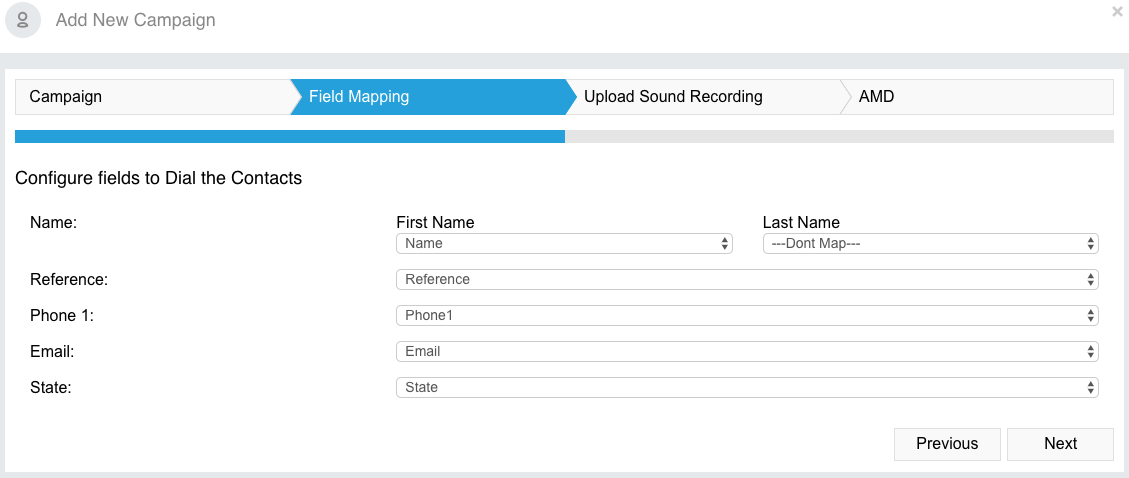 Add New Campaign
×
Campaign Field Mapping Upload Sound Recording AMD
Configure fields to Dial the Contacts
Name: First Name Last Name
Name ---Dont Map---
Reference: Reference
Phone 1: Phone1
Email: Email
State: State
Previous Next